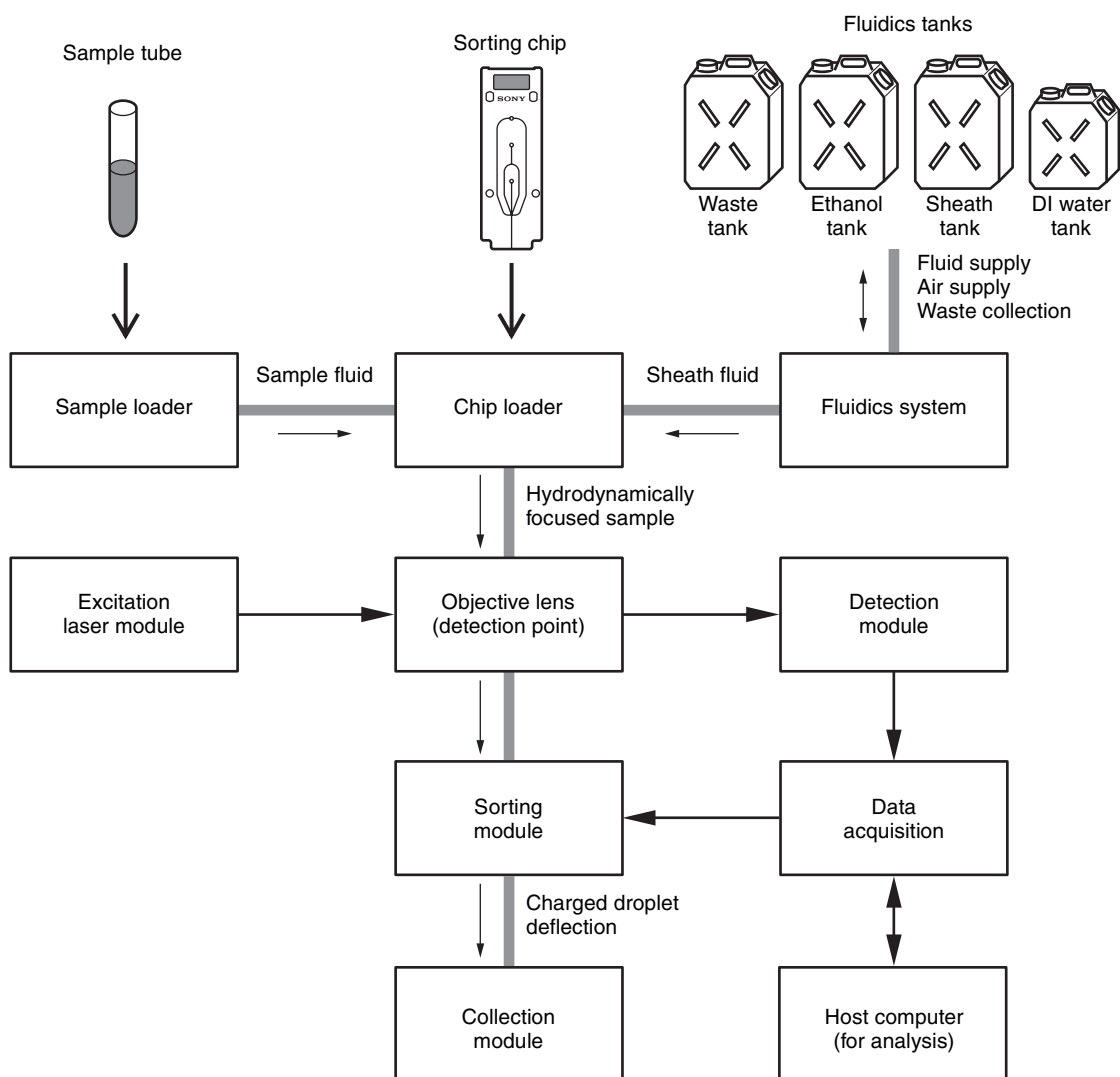 Sample tube
Sorting chip
Fluidics tanks
SONY
Waste
tank
Ethanol
tank
Sheath
tank
DI water
tank
Fluid supply
Air supply
Waste collection
Sample loader
Sample fluid
Chip loader
Sheath fluid
Fluidics system
Hydrodynamically
focused sample
Excitation
laser module
Objective lens
(detection point)
Detection
module
Sorting
module
Data
acquisition
Charged droplet
deflection
Collection
module
Host computer
(for analysis)